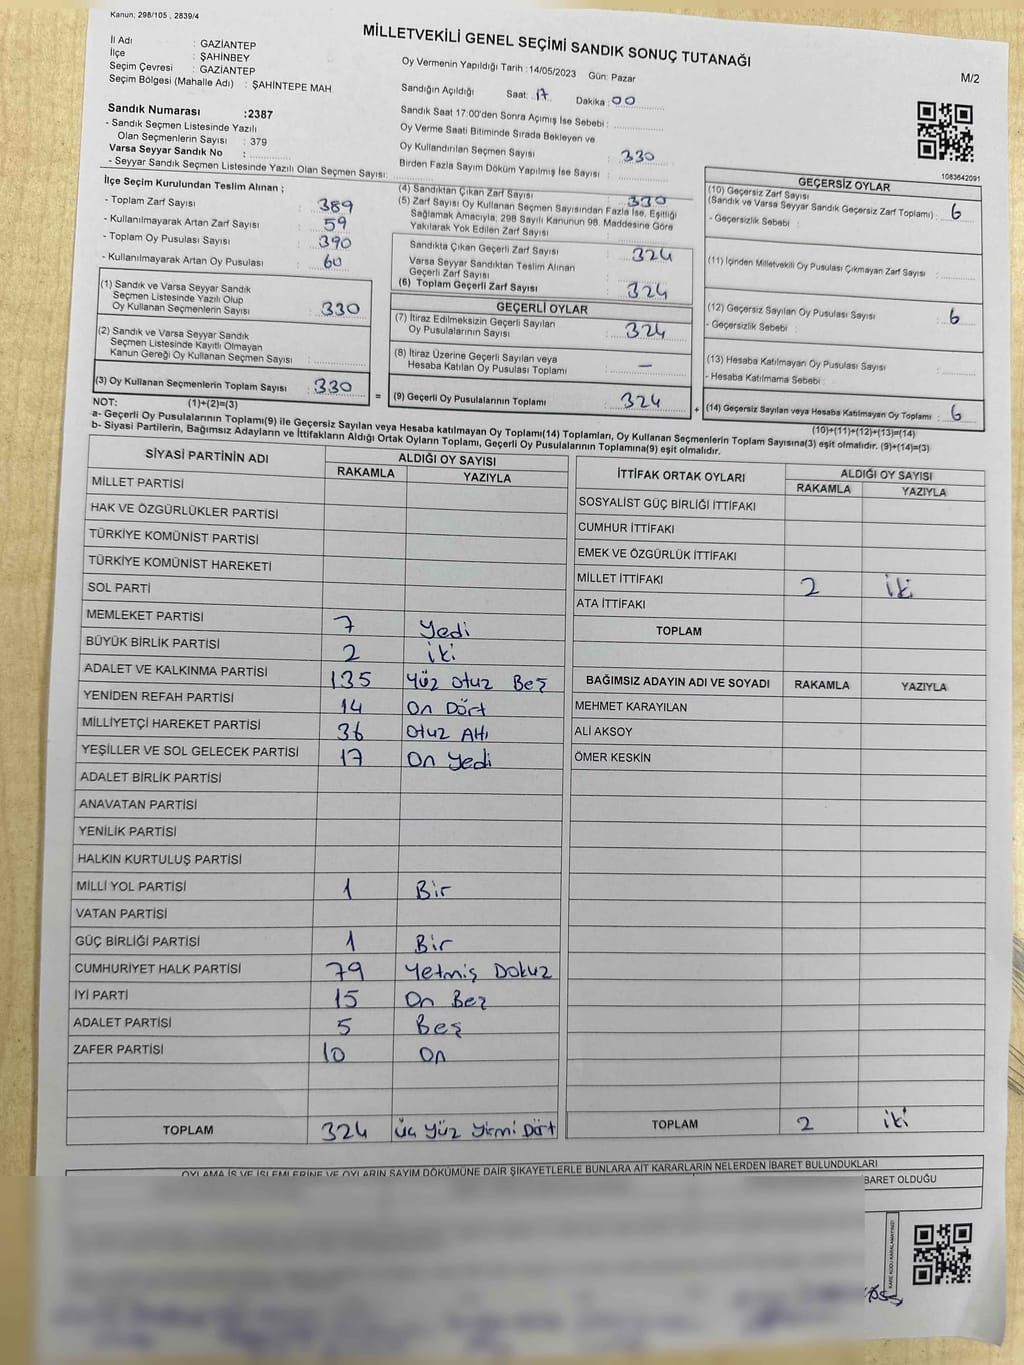 Kanun; 298/105 , 2839/4
MİLLETVEKİLİ GENEL SEÇİMİ SANDIK SONUÇ TUTANAĞI
M/2
İl Adı : GAZİANTEP
İlçe : ŞAHİNBEY
Seçim Çevresi : GAZİANTEP
Seçim Bölgesi (Mahalle Adı) : ŞAHİNTEPE MAH.
Oy Vermenin Yapıldığı Tarih : 14/05/2023 Gün: Pazar
Sandığın Açıldığı Saat: 17 Dakika : 00
Sandık Saat 17:00'den Sonra Açımış İse Sebebi :
Oy Verme Saati Bitiminde Sırada Bekleyen ve
Oy Kullandırılan Seçmen Sayısı : 330
Birden Fazla Sayım Döküm Yapılmış İse Sayısı :
Sandık Numarası :2387
- Sandık Seçmen Listesinde Yazılı
Olan Seçmenlerin Sayısı : 379
Varsa Seyyar Sandık No :
- Seyyar Sandık Seçmen Listesinde Yazılı Olan Seçmen Sayısı:
1083642091
İlçe Seçim Kurulundan Teslim Alınan ;
- Toplam Zarf Sayısı : 389
- Kullanılmayarak Artan Zarf Sayısı : 59
- Toplam Oy Pusulası Sayısı : 390
- Kullanılmayarak Artan Oy Pusulası : 60
(1) Sandık ve Varsa Seyyar Sandık
Seçmen Listesinde Yazılı Olup
Oy Kullanan Seçmenlerin Sayısı : 330
(2) Sandık ve Varsa Seyyar Sandık
Seçmen Listesinde Kayıtlı Olmayan
Kanun Gereği Oy Kullanan Seçmen Sayısı :
(3) Oy Kullanan Seçmenlerin Toplam Sayısı : 330
(4) Sandıktan Çıkan Zarf Sayısı : 330
(5) Zarf Sayısı Oy Kullanan Seçmen Sayısından Fazla İse, Eşitliği
Sağlamak Amacıyla, 298 Sayılı Kanunun 98. Maddesine Göre
Yakılarak Yok Edilen Zarf Sayısı :
Sandıkta Çıkan Geçerli Zarf Sayısı : 324
Varsa Seyyar Sandıktan Teslim Alınan
Geçerli Zarf Sayısı :
(6) Toplam Geçerli Zarf Sayısı : 324
GEÇERLİ OYLAR
(7) İtiraz Edilmeksizin Geçerli Sayılan
Oy Pusulalarının Sayısı : 324
(8) İtiraz Üzerine Geçerli Sayılan veya
Hesaba Katılan Oy Pusulası Toplamı : —
= (9) Geçerli Oy Pusulalarının Toplamı : 324
GEÇERSİZ OYLAR
(10) Geçersiz Zarf Sayısı
(Sandık ve Varsa Seyyar Sandık Geçersiz Zarf Toplamı) : 6
- Geçersizlik Sebebi :
(11) İçinden Milletvekili Oy Pusulası Çıkmayan Zarf Sayısı :
(12) Geçersiz Sayılan Oy Pusulası Sayısı : 6
- Geçersizlik Sebebi :
(13) Hesaba Katılmayan Oy Pusulası Sayısı :
- Hesaba Katılmama Sebebi :
+ (14) Geçersiz Sayılan veya Hesaba Katılmayan Oy Toplamı : 6
NOT: (1)+(2)=(3)
(10)+(11)+(12)+(13)=(14)
a- Geçerli Oy Pusulalarının Toplamı(9) ile Geçersiz Sayılan veya Hesaba katılmayan Oy Toplamı(14) Toplamları, Oy Kullanan Seçmenlerin Toplam Sayısına(3) eşit olmalıdır. (9)+(14)=(3)
b- Siyasi Partilerin, Bağımsız Adayların ve İttifakların Aldığı Ortak Oyların Toplamı, Geçerli Oy Pusulalarının Toplamına(9) eşit olmalıdır.
SİYASİ PARTİNİN ADI ALDIĞI OY SAYISI
RAKAMLA YAZIYLA
MİLLET PARTİSİ
HAK VE ÖZGÜRLÜKLER PARTİSİ
TÜRKİYE KOMÜNİST PARTİSİ
TÜRKİYE KOMÜNİST HAREKETİ
SOL PARTİ
MEMLEKET PARTİSİ 7 Yedi
BÜYÜK BİRLİK PARTİSİ 2 iki
ADALET VE KALKINMA PARTİSİ 135 Yüz otuz Beş
YENİDEN REFAH PARTİSİ 14 On Dört
MİLLİYETÇİ HAREKET PARTİSİ 36 otuz Altı
YEŞİLLER VE SOL GELECEK PARTİSİ 17 On Yedi
ADALET BİRLİK PARTİSİ
ANAVATAN PARTİSİ
YENİLİK PARTİSİ
HALKIN KURTULUŞ PARTİSİ
MİLLİ YOL PARTİSİ 1 Bir
VATAN PARTİSİ
GÜÇ BİRLİĞİ PARTİSİ 1 Bir
CUMHURİYET HALK PARTİSİ 79 Yetmiş Dokuz
İYİ PARTİ 15 On Beş
ADALET PARTİSİ 5 Beş
ZAFER PARTİSİ 10 On
TOPLAM 324 üç Yüz Yirmi Dört
İTTİFAK ORTAK OYLARI ALDIĞI OY SAYISI
RAKAMLA YAZIYLA
SOSYALİST GÜÇ BİRLİĞİ İTTİFAKI
CUMHUR İTTİFAKI
EMEK VE ÖZGÜRLÜK İTTİFAKI
MİLLET İTTİFAKI 2 iki
ATA İTTİFAKI
TOPLAM
BAĞIMSIZ ADAYIN ADI VE SOYADI RAKAMLA YAZIYLA
MEHMET KARAYILAN
ALİ AKSOY
ÖMER KESKİN
TOPLAM 2 iki
OYLAMA İŞ VE İŞLEMLERİNE VE OYLARIN SAYIM DÖKÜMÜNE DAİR ŞİKAYETLERLE BUNLARA AİT KARARLARIN NELERDEN İBARET BULUNDUKLARI
BARET OLDUĞU
KARE KODU KARALAMAYINIZ!